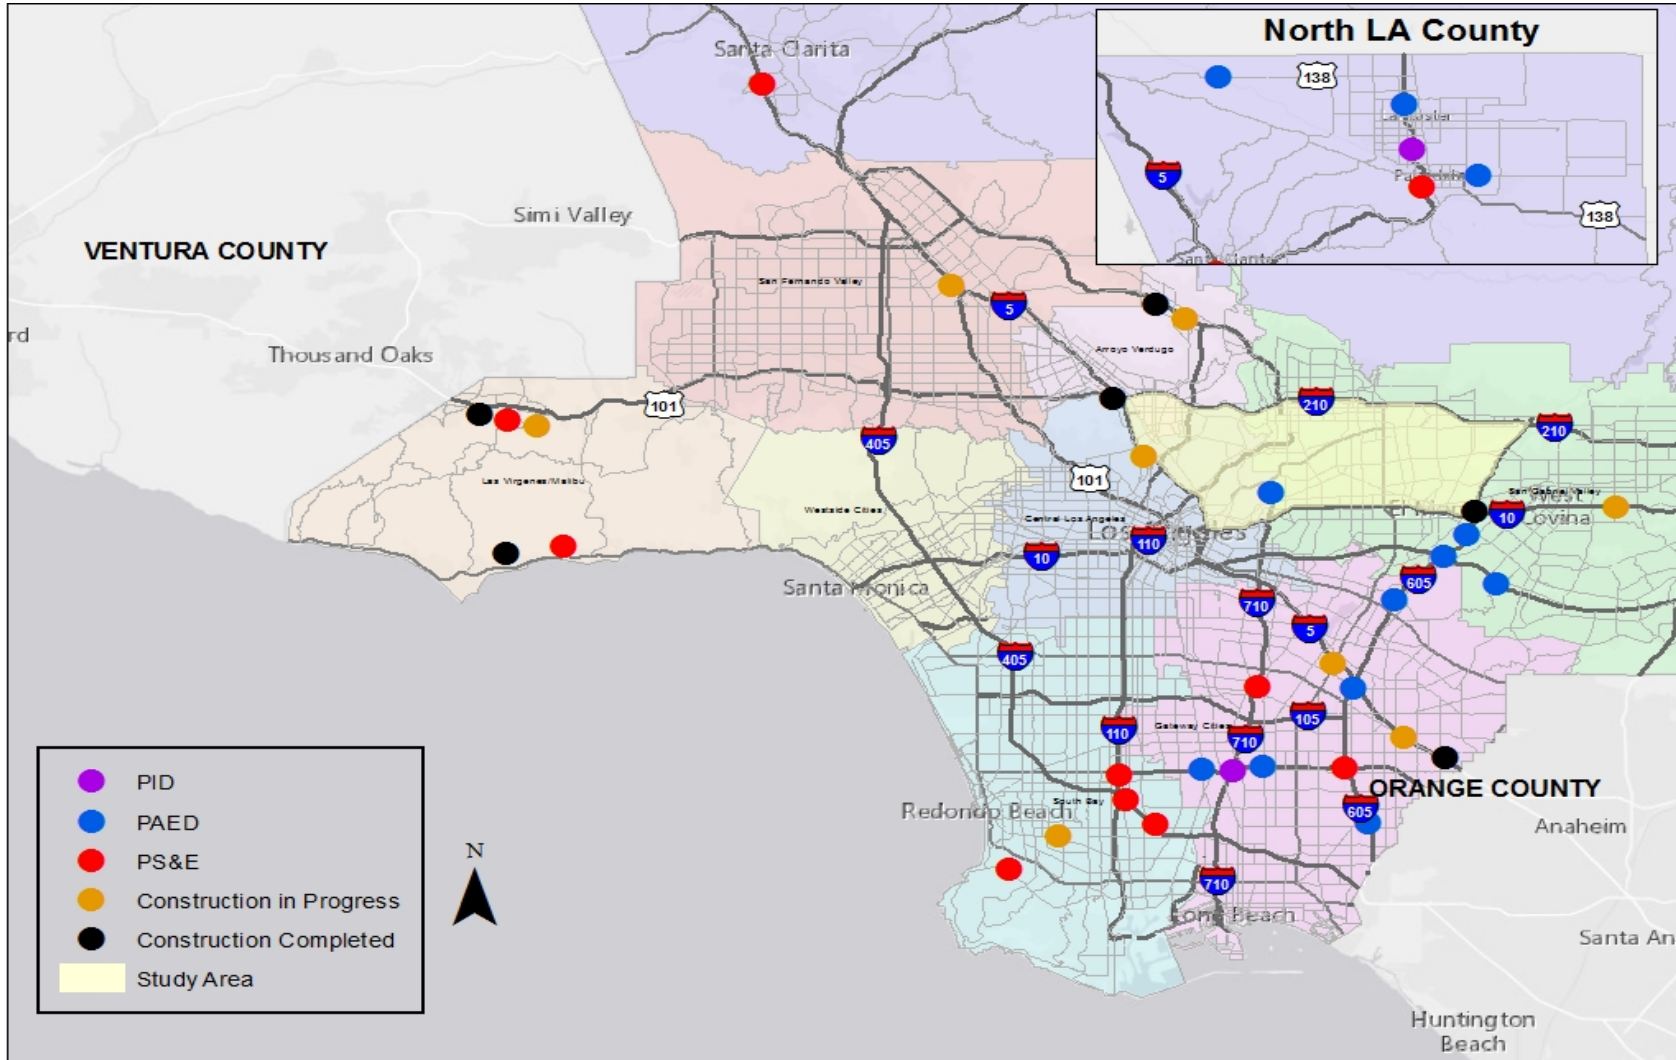 North LA County
138
Lancaster
5
138
Santa Clarita
Santa Clarita
Simi Valley
VENTURA COUNTY
San Fernando Valley
5
rd
Thousand Oaks
Arroyo Verdugo
101
210
210
405
101
Las Virgenes/Malibu
San Gabriel Valley
West
Covina
Westside Cities
Central Los Angeles
10
110
10
605
Santa Monica
710
5
405
105
Gateway Cities
110
710
PID
ORANGE COUNTY
PAED
South Bay
Redondo Beach
605
Anaheim
PS&E
N
710
Construction in Progress
Long Beach
Construction Completed
Santa An
Study Area
Huntington
Beach